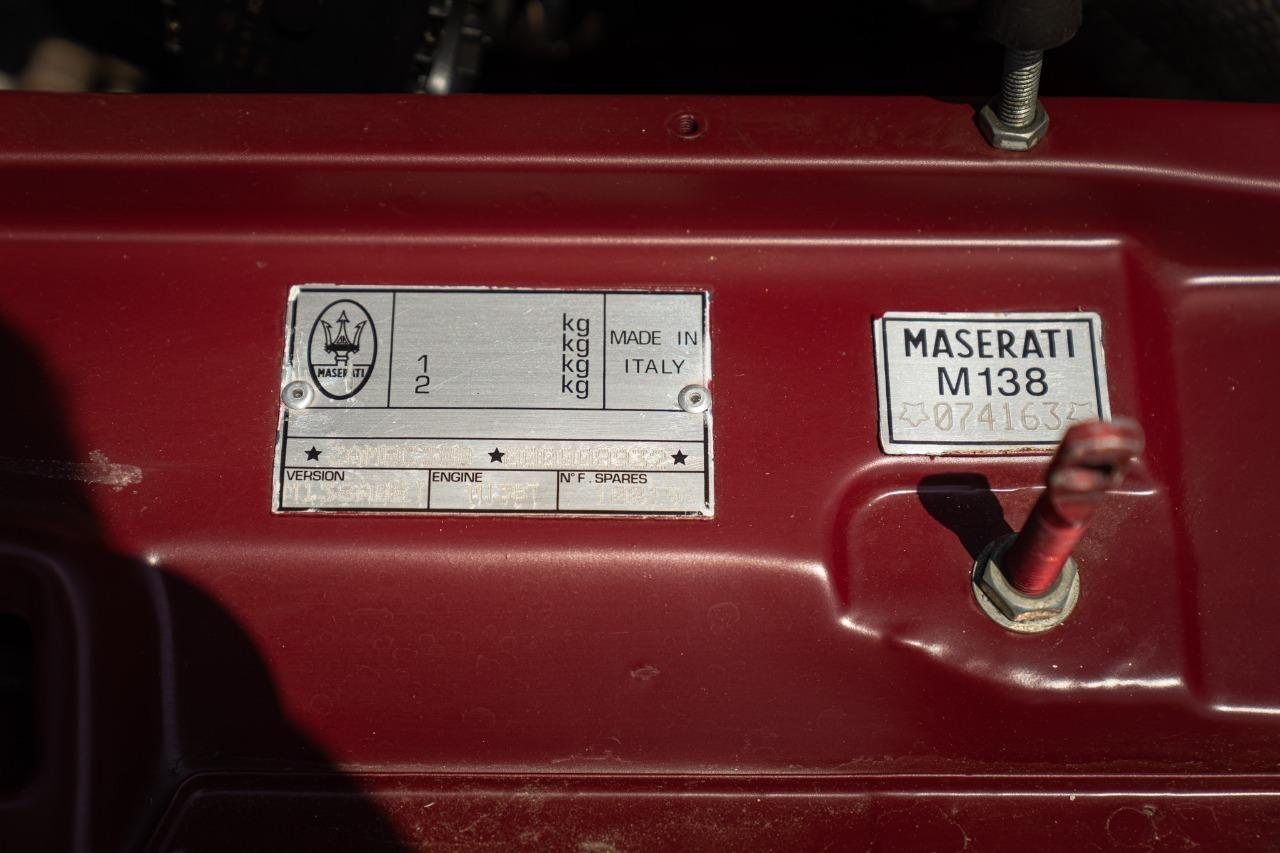 MASERATI
1
2
kg
kg
kg
kg
MADE IN
ITALY
VERSION
ENGINE
N° F. SPARES
MASERATI
M138
074163